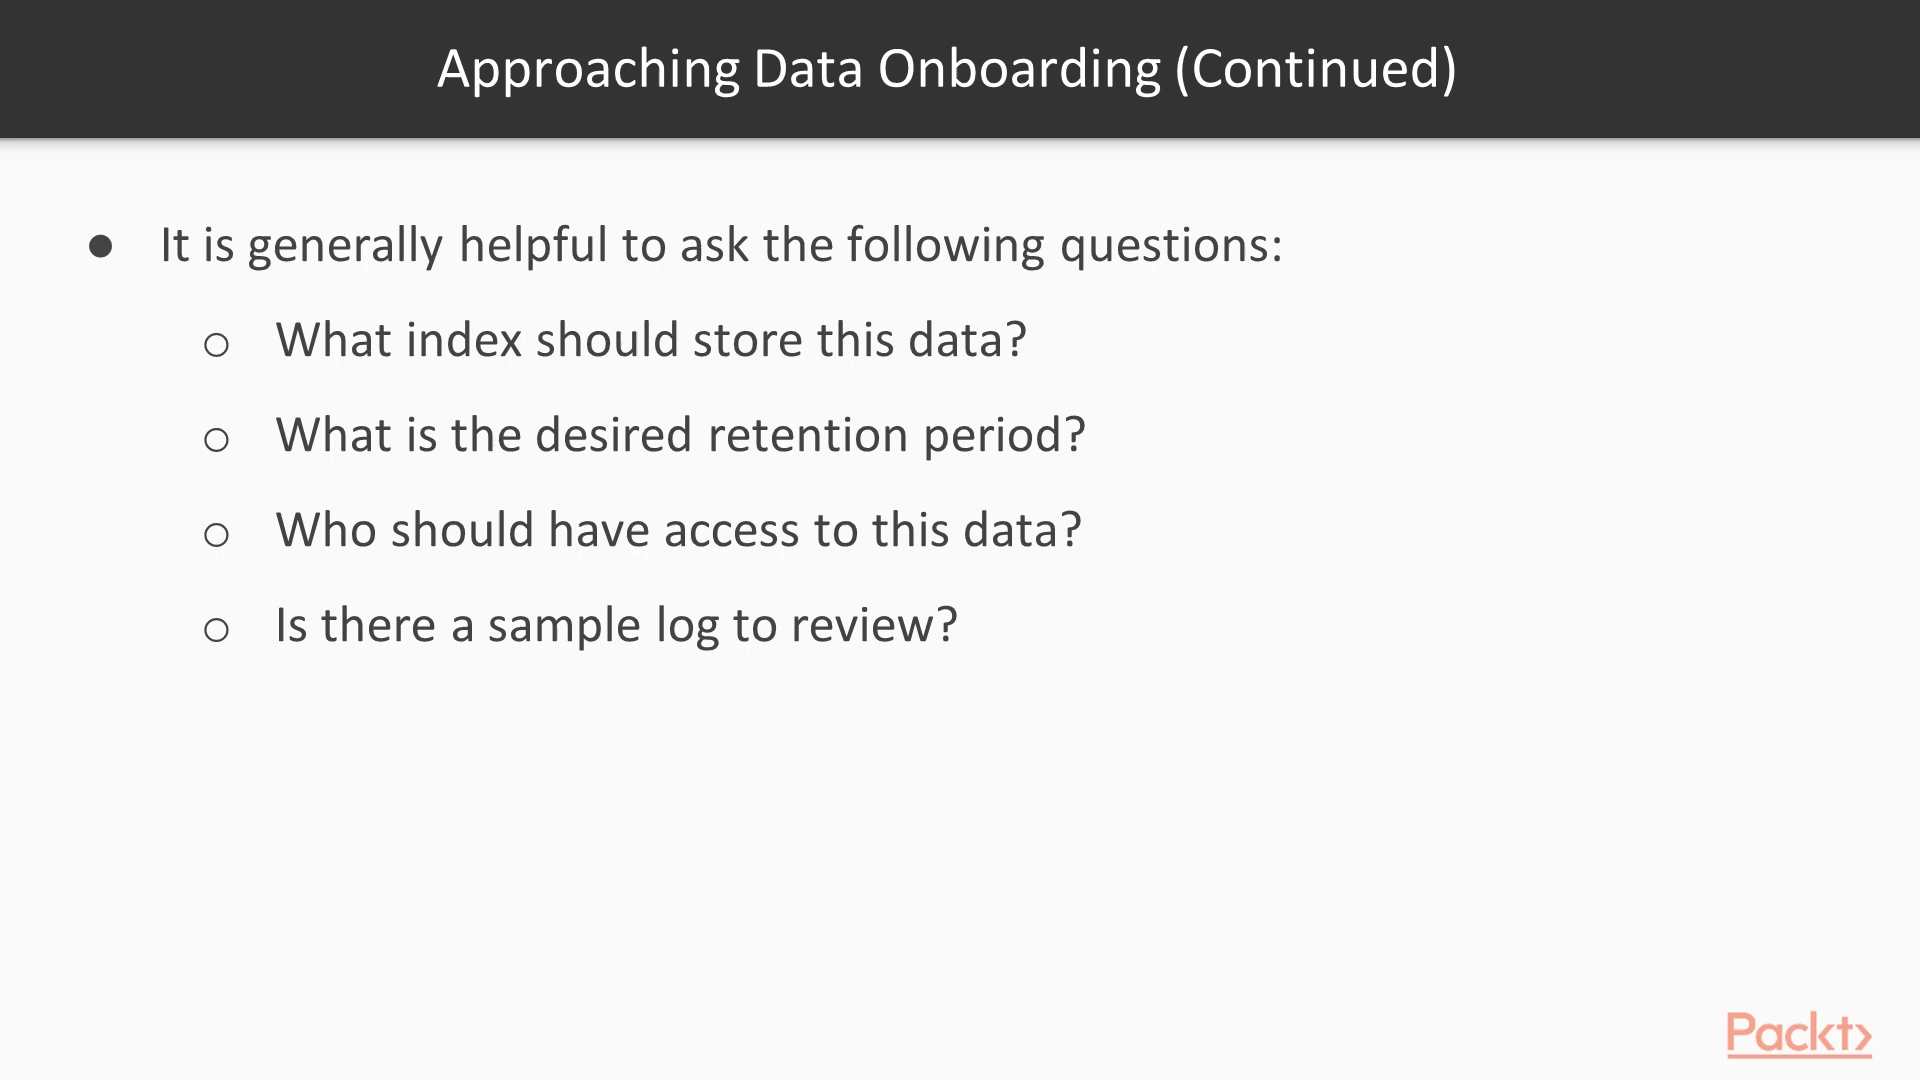 Approaching Data Onboarding (Continued)
● It is generally helpful to ask the following questions:
○ What index should store this data?
○ What is the desired retention period?
○ Who should have access to this data?
○ Is there a sample log to review?
Packt>